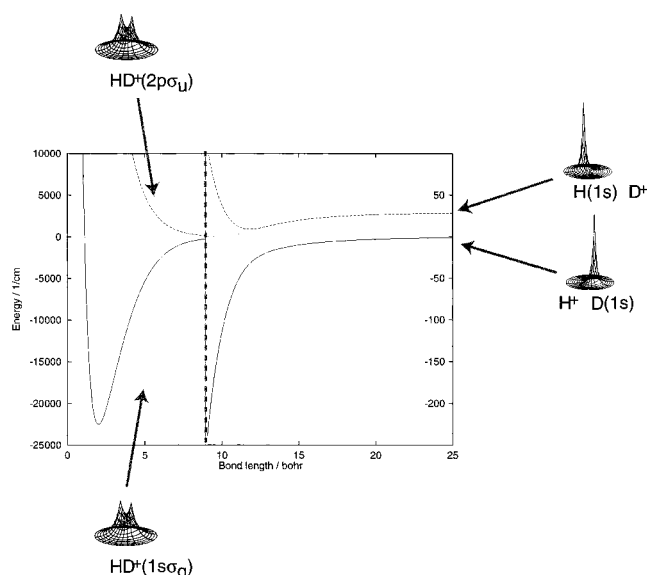 HD+(2pσu)
10000
5000
0
-5000
-10000
-15000
-20000
-25000
Energy / 1/cm
50
0
-50
-100
-150
-200
0 5 10 15 20 25
Bond length / bohr
H(1s) D+
H+ D(1s)
HD+(1sσg)